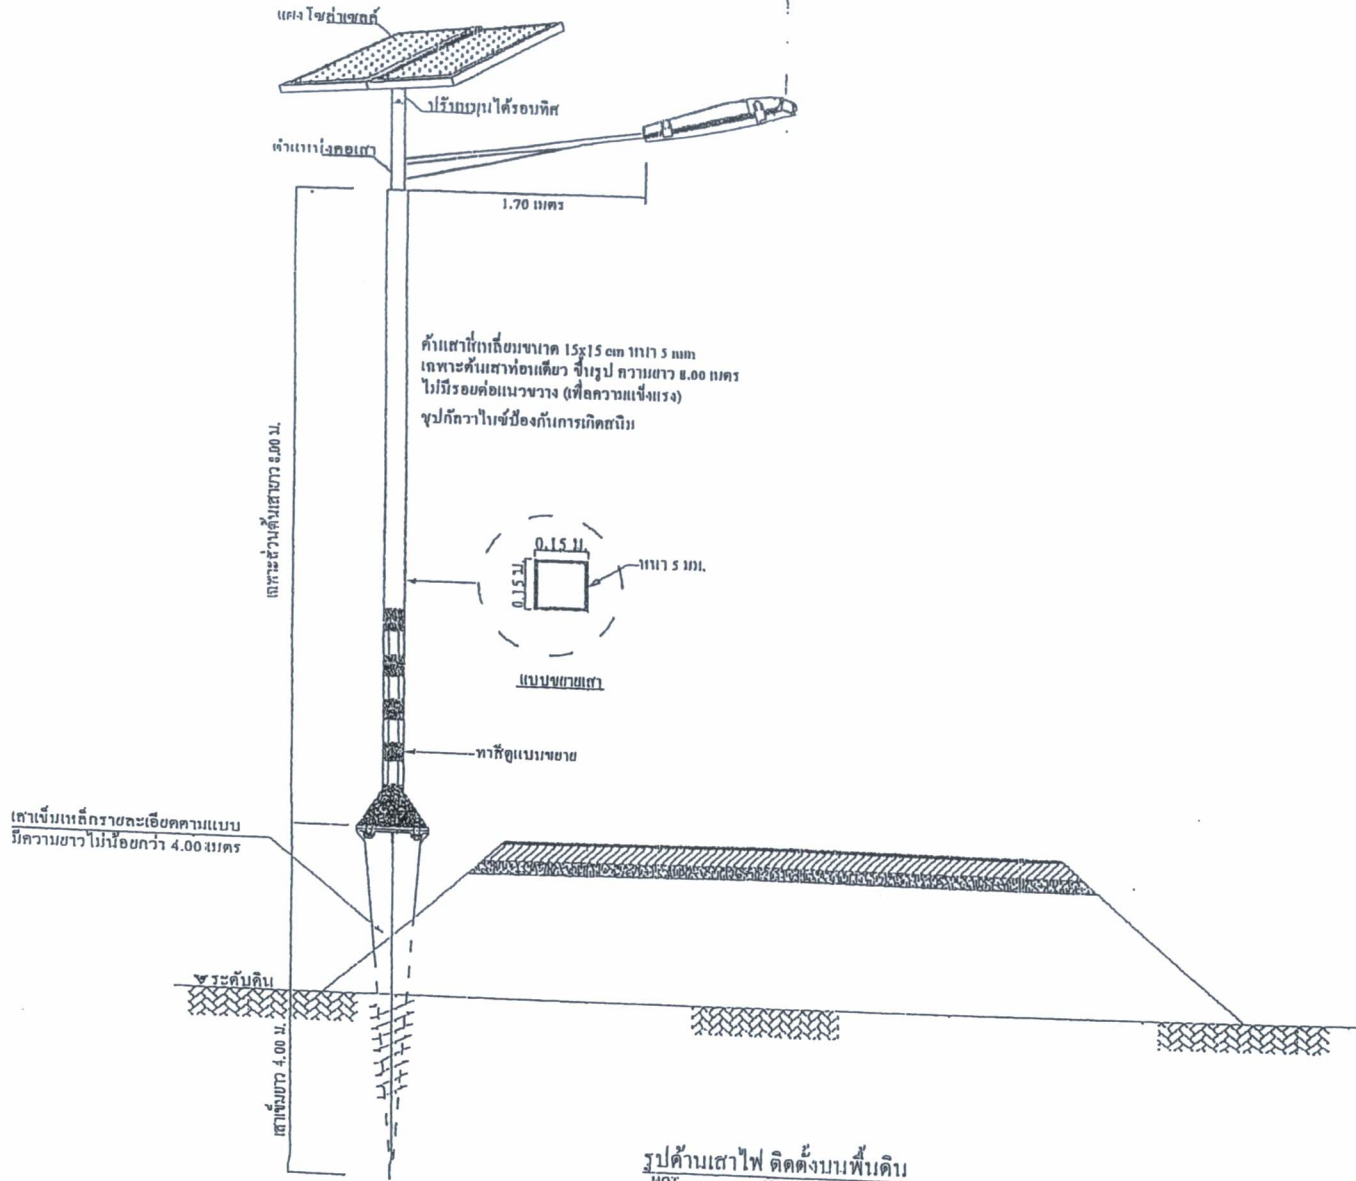 แผงโซล่าเซลล์
ปรับหมุนได้รอบทิศ
ตำแหน่งคอเสา
1.70 เมตร
ต้นเสาสี่เหลี่ยมขนาด 15x15 cm หนา 5 mm
เฉพาะต้นเสาท่อนเดียว ขึ้นรูป ความยาว 8.00 เมตร
ไม่มีรอยต่อแนวขวาง (เพื่อความแข็งแรง)
ชุปกัลวาไนซ์ป้องกันการเกิดสนิม
เฉพาะส่วนต้นเสายาว 8.00 ม.
0.15 ม.
0.15 ม.
หนา 5 มม.
แบบขยายเสา
ทาสีดูแบบขยาย
เสาเข็มเหล็กรายละเอียดตามแบบ
มีความยาวไม่น้อยกว่า 4.00 เมตร
ระดับดิน
เสาเข็มยาว 4.00 ม.
รูปด้านเสาไฟ ติดตั้งบนพื้นดิน